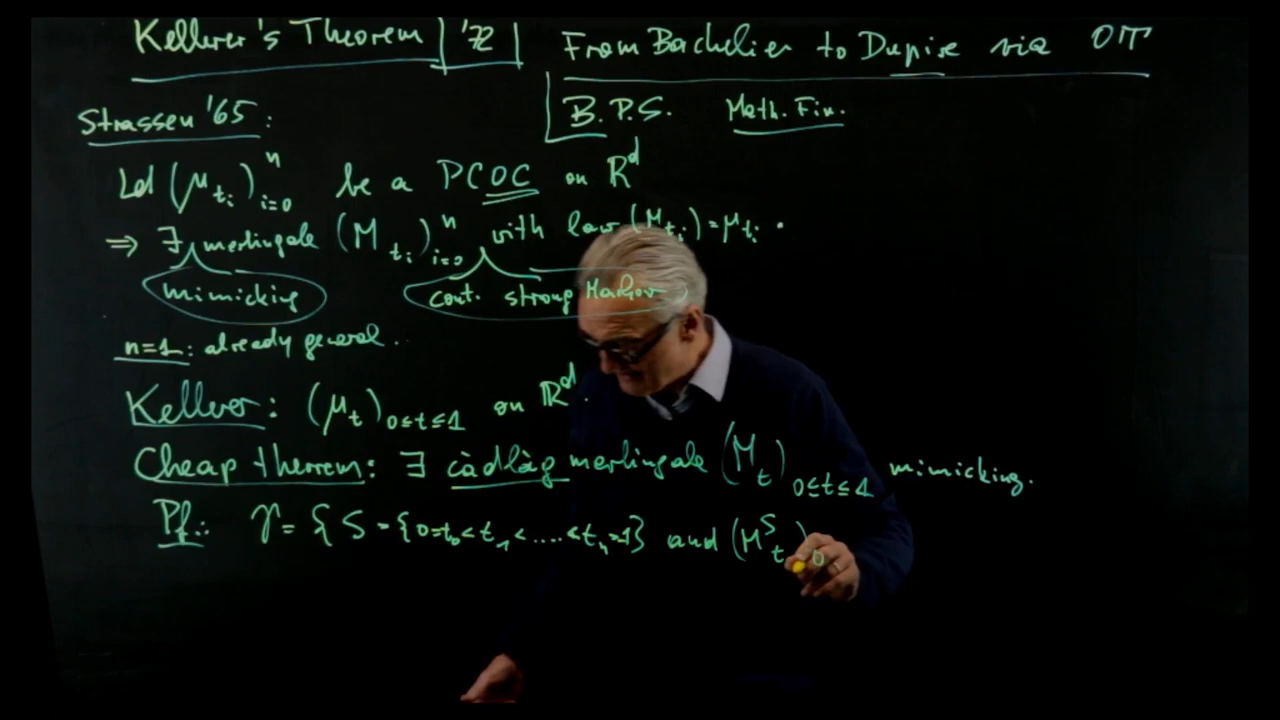 Kellerer's Theorem | '72 |
From Bachelier to Dupire via OT
B.P.S. Math. Fin.
Strassen '65:
Let (μ_{t_i})_{i=0}^n be a PCOC on ℝ^d
⇒ ∃ martingale (M_{t_i})_{i=0}^n with law (M_{t_i}) = μ_{t_i}.
mimicking cont. strong Markov
n=1: already general..
Kellerer: (μ_t)_{0≤t≤1} on ℝ^d.
Cheap theorem: ∃ càdlàg martingale (M_t)_{0≤t≤1} mimicking.
Pf.: 𝒮 = {S = {0=t_0<t_1<....<t_n=1} and (M^S_t)_0